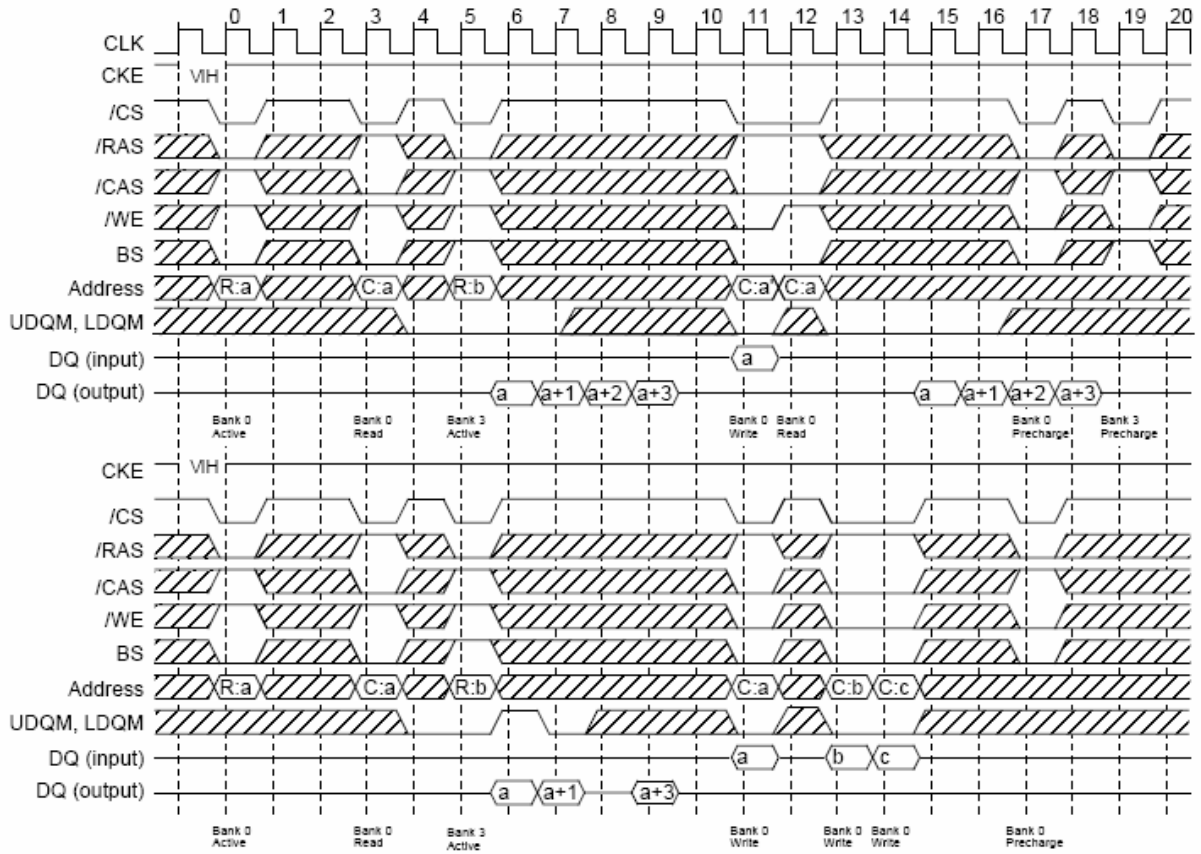 0 1 2 3 4 5 6 7 8 9 10 11 12 13 14 15 16 17 18 19 20
CLK
CKE VIH
/CS
/RAS
/CAS
/WE
BS
Address R:a C:a R:b C:a' C:a
UDQM, LDQM
DQ (input) a
DQ (output) a a+1 a+2 a+3 a a+1 a+2 a+3
Bank 0 Bank 0 Bank 3 Bank 0 Bank 0 Bank 0 Bank 3
Active Read Active Write Read Precharge Precharge
CKE VIH
/CS
/RAS
/CAS
/WE
BS
Address R:a C:a R:b C:a C:b C:c
UDQM, LDQM
DQ (input) a b c
DQ (output) a a+1 a+3
Bank 0 Bank 0 Bank 3 Bank 0 Bank 0 Bank 0 Bank 0
Active Read Active Write Write Write Precharge